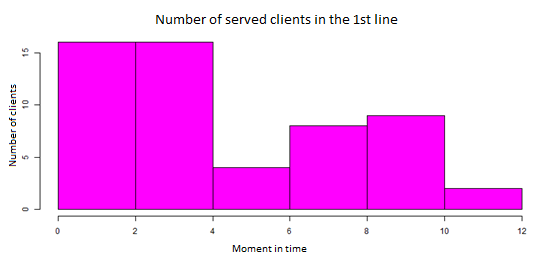 Number of served clients in the 1st line
Number of clients
15
10
5
0
0 2 4 6 8 10 12
Moment in time